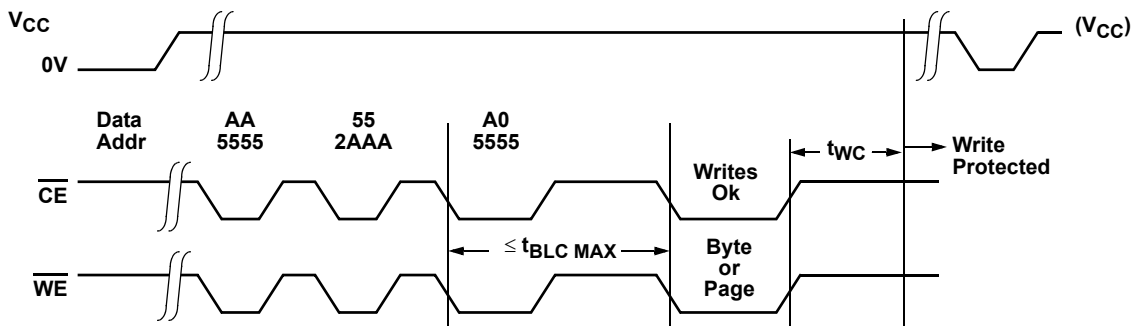 VCC
(VCC)
0V
Data AA 55 A0
Addr 5555 2AAA 5555
tWC
Write
Protected
CE
Writes
Ok
≤ tBLC MAX
Byte
or
Page
WE